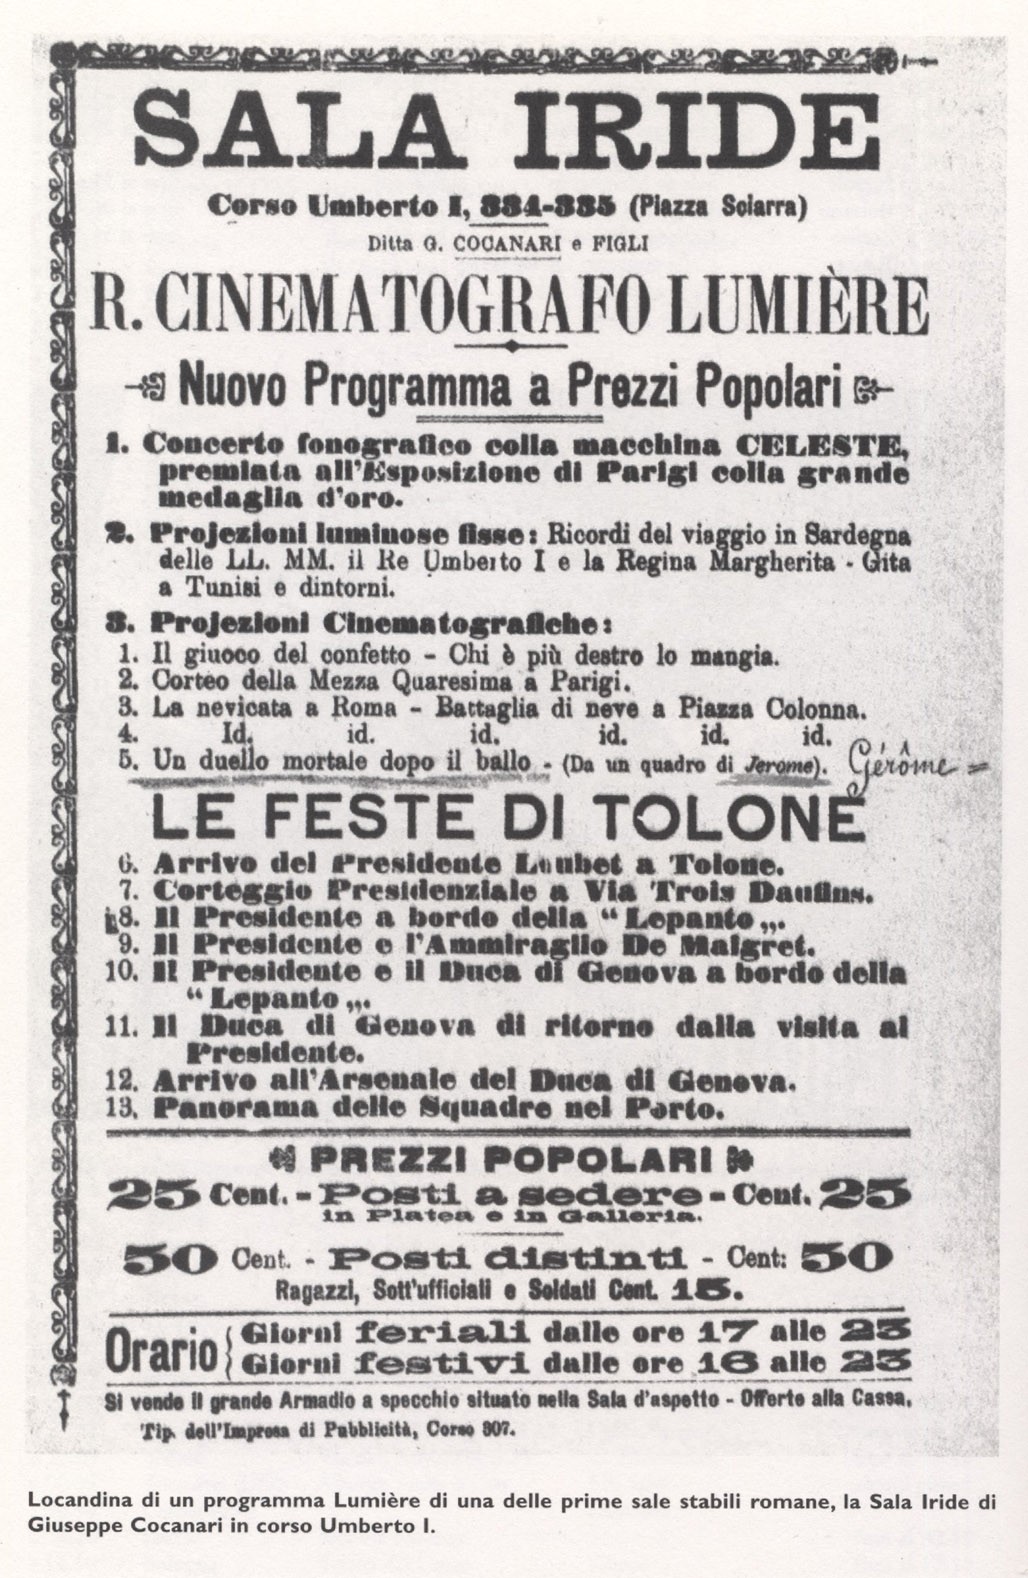 SALA IRIDE
Corso Umberto I, 334-335 (Piazza Sciarra)
Ditta G. COCANARI e FIGLI
R. CINEMATOGRAFO LUMIÈRE
Nuovo Programma a Prezzi Popolari
1. Concerto fonografico colla macchina CELESTE,
premiata all'Esposizione di Parigi colla grande
medaglia d'oro.
2. Projezioni luminose fisse: Ricordi del viaggio in Sardegna
delle LL. MM. il Re Umberto I e la Regina Margherita - Gita
a Tunisi e dintorni.
3. Projezioni Cinematografiche:
1. Il giuoco del confetto - Chi è più destro lo mangia.
2. Corteo della Mezza Quaresima a Parigi.
3. La nevicata a Roma - Battaglia di neve a Piazza Colonna.
4. Id. id. id. id. id. id.
5. Un duello mortale dopo il ballo - (Da un quadro di Jerome). Gérôme =
LE FESTE DI TOLONE
6. Arrivo del Presidente Loubet a Tolone.
7. Corteggio Presidenziale a Via Trois Daufins.
8. Il Presidente a bordo della "Lepanto„.
9. Il Presidente e l'Ammiraglio De Maigret.
10. Il Presidente e il Duca di Genova a bordo della
"Lepanto„.
11. Il Duca di Genova di ritorno dalla visita al
Presidente.
12. Arrivo all'Arsenale del Duca di Genova.
13. Panorama delle Squadre nel Porto.
PREZZI POPOLARI
25 Cent. - Posti a sedere - Cent. 25
in Platea e in Galleria.
50 Cent. - Posti distinti - Cent: 50
Ragazzi, Sott'ufficiali e Soldati Cent. 15.
Orario { Giorni feriali dalle ore 17 alle 23
Giorni festivi dalle ore 16 alle 23
Si vende il grande Armadio a specchio situato nella Sala d'aspetto - Offerte alla Cassa.
Tip. dell'Impresa di Pubblicità, Corso 307.
Locandina di un programma Lumière di una delle prime sale stabili romane, la Sala Iride di
Giuseppe Cocanari in corso Umberto I.